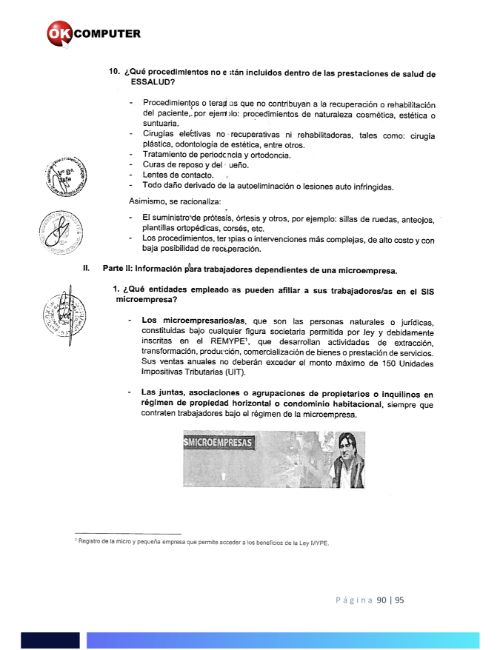 OK COMPUTER
10. ¿Qué procedimientos no están incluidos dentro de las prestaciones de salud de
ESSALUD?
- Procedimientos o terapias que no contribuyan a la recuperación o rehabilitación
del paciente, por ejemplo: procedimientos de naturaleza cosmética, estética o
suntuaria.
- Cirugías electivas no recuperativas ni rehabilitadoras, tales como: cirugía
plástica, odontología de estética, entre otros.
- Tratamiento de periodoncia y ortodoncia.
- Curas de reposo y del sueño.
- Lentes de contacto.
- Todo daño derivado de la autoeliminación o lesiones auto infringidas.
Asimismo, se racionaliza:
- El suministro de prótesis, órtesis y otros, por ejemplo: sillas de ruedas, anteojos,
plantillas ortopédicas, corsés, etc.
- Los procedimientos, terapias o intervenciones más complejas, de alto costo y con
baja posibilidad de recuperación.
II. Parte II: Información para trabajadores dependientes de una microempresa.
1. ¿Qué entidades empleadoras pueden afiliar a sus trabajadores/as en el SIS
microempresa?
- Los microempresarios/as, que son las personas naturales o jurídicas,
constituidas bajo cualquier figura societaria permitida por ley y debidamente
inscritas en el REMYPE¹, que desarrollan actividades de extracción,
transformación, producción, comercialización de bienes o prestación de servicios.
Sus ventas anuales no deberán exceder el monto máximo de 150 Unidades
Impositivas Tributarias (UIT).
- Las juntas, asociaciones o agrupaciones de propietarios o inquilinos en
régimen de propiedad horizontal o condominio habitacional, siempre que
contraten trabajadores bajo el régimen de la microempresa.
SMICROEMPRESAS
¹ Registro de la micro y pequeña empresa que permite acceder a los beneficios de la Ley MYPE.
Página 90 | 95